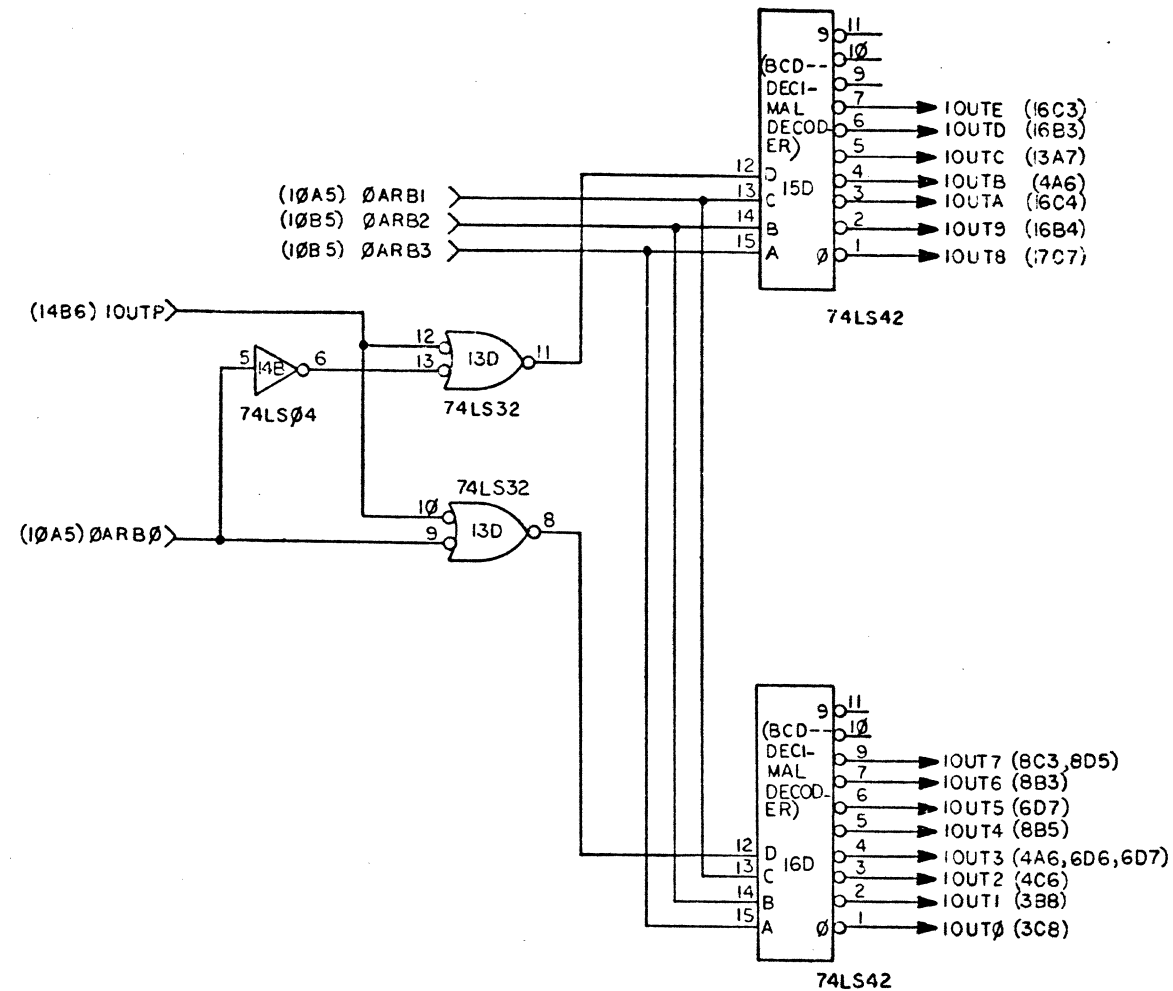 9 11
(BCD-- 10
DECI- 9
MAL 7 IOUTE (16C3)
DECOD 6 IOUTD (16B3)
ER) 5 IOUTC (13A7)
12 D 15D 4 IOUTB (4A6)
(1ØA5) ØARB1 13 C 3 IOUTA (16C4)
(1ØB5) ØARB2 14 B 2 IOUT9 (16B4)
(1ØB5) ØARB3 15 A Ø 1 IOUT8 (17C7)
74LS42
(14B6) IOUTP
12 13D 11
5 14B 6 13
74LSØ4 74LS32
74LS32
1Ø 13D 8
(1ØA5) ØARBØ 9
9 11
(BCD-- 1Ø
DECI- 9 IOUT7 (8C3,8D5)
MAL 7 IOUT6 (8B3)
DECOD- 6 IOUT5 (6D7)
ER) 5 IOUT4 (8B5)
12 D 16D 4 IOUT3 (4A6,6D6,6D7)
13 C 3 IOUT2 (4C6)
14 B 2 IOUT1 (3B8)
15 A Ø 1 IOUTØ (3C8)
74LS42